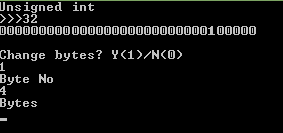 Unsigned int
>>>32
00000000000000000000000000100000
Change bytes? Y(1)/N(0)
1
Byte No
4
Bytes